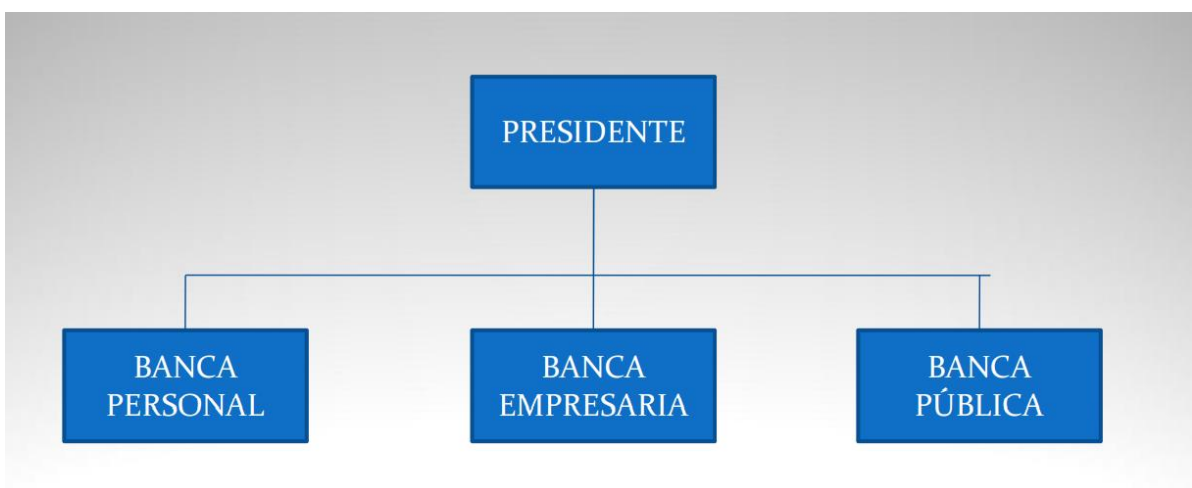 PRESIDENTE
BANCA
PERSONAL
BANCA
EMPRESARIA
BANCA
PÚBLICA